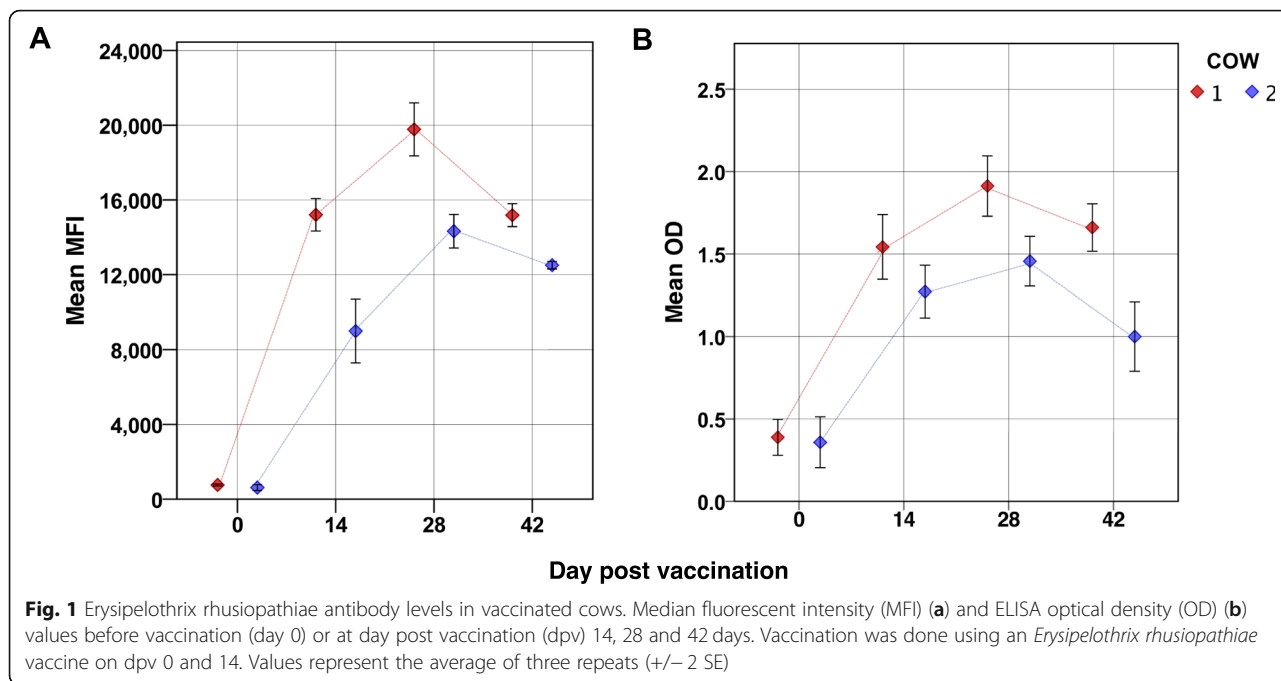 A
24,000
20,000
16,000
12,000
8,000
4,000
0
Mean MFI
0 14 28 42
B
2.5
2.0
1.5
1.0
0.5
0.0
Mean OD
0 14 28 42
COW
1 2
Day post vaccination
Fig. 1 Erysipelothrix rhusiopathiae antibody levels in vaccinated cows. Median fluorescent intensity (MFI) (a) and ELISA optical density (OD) (b)
values before vaccination (day 0) or at day post vaccination (dpv) 14, 28 and 42 days. Vaccination was done using an Erysipelothrix rhusiopathiae
vaccine on dpv 0 and 14. Values represent the average of three repeats (+/− 2 SE)